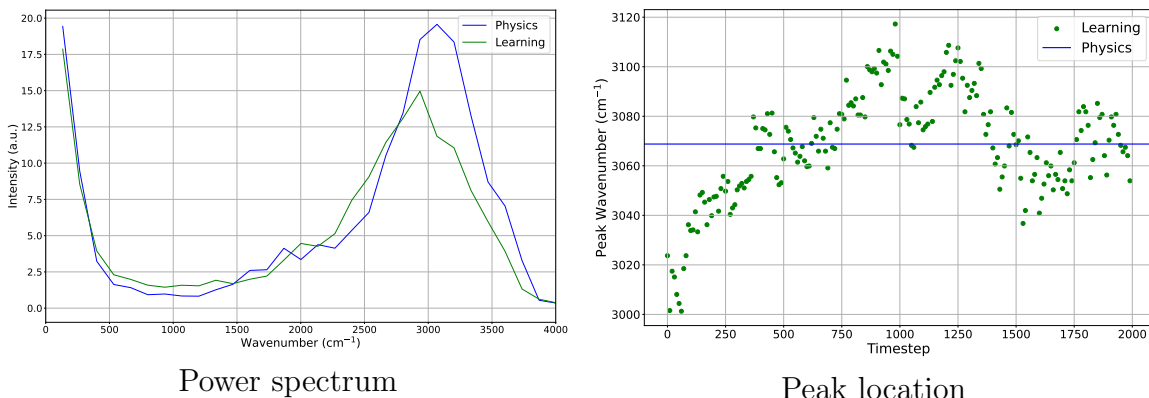 20.0
17.5
15.0
12.5
10.0
7.5
5.0
2.5
0.0
Intensity (a.u.)
Physics
Learning
0 500 1000 1500 2000 2500 3000 3500 4000
Wavenumber (cm⁻¹)
Power spectrum
3120
3100
3080
3060
3040
3020
3000
Peak Wavenumber (cm⁻¹)
Learning
Physics
0 250 500 750 1000 1250 1500 1750 2000
Timestep
Peak location